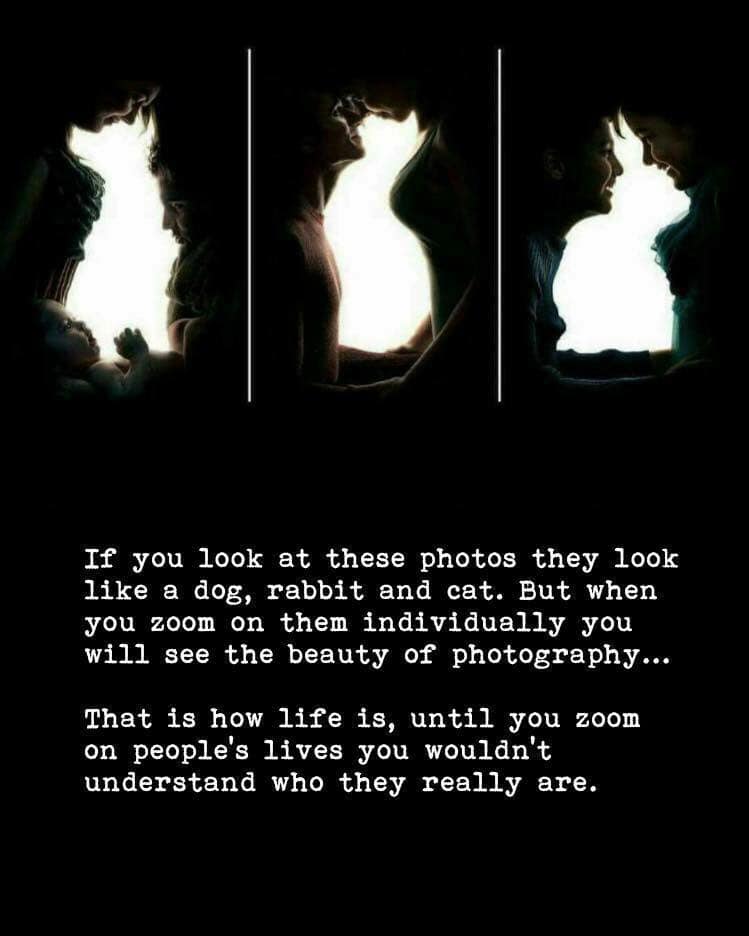 If you look at these photos they look
like a dog, rabbit and cat. But when
you zoom on them individually you
will see the beauty of photography...
That is how life is, until you zoom
on people's lives you wouldn't
understand who they really are.